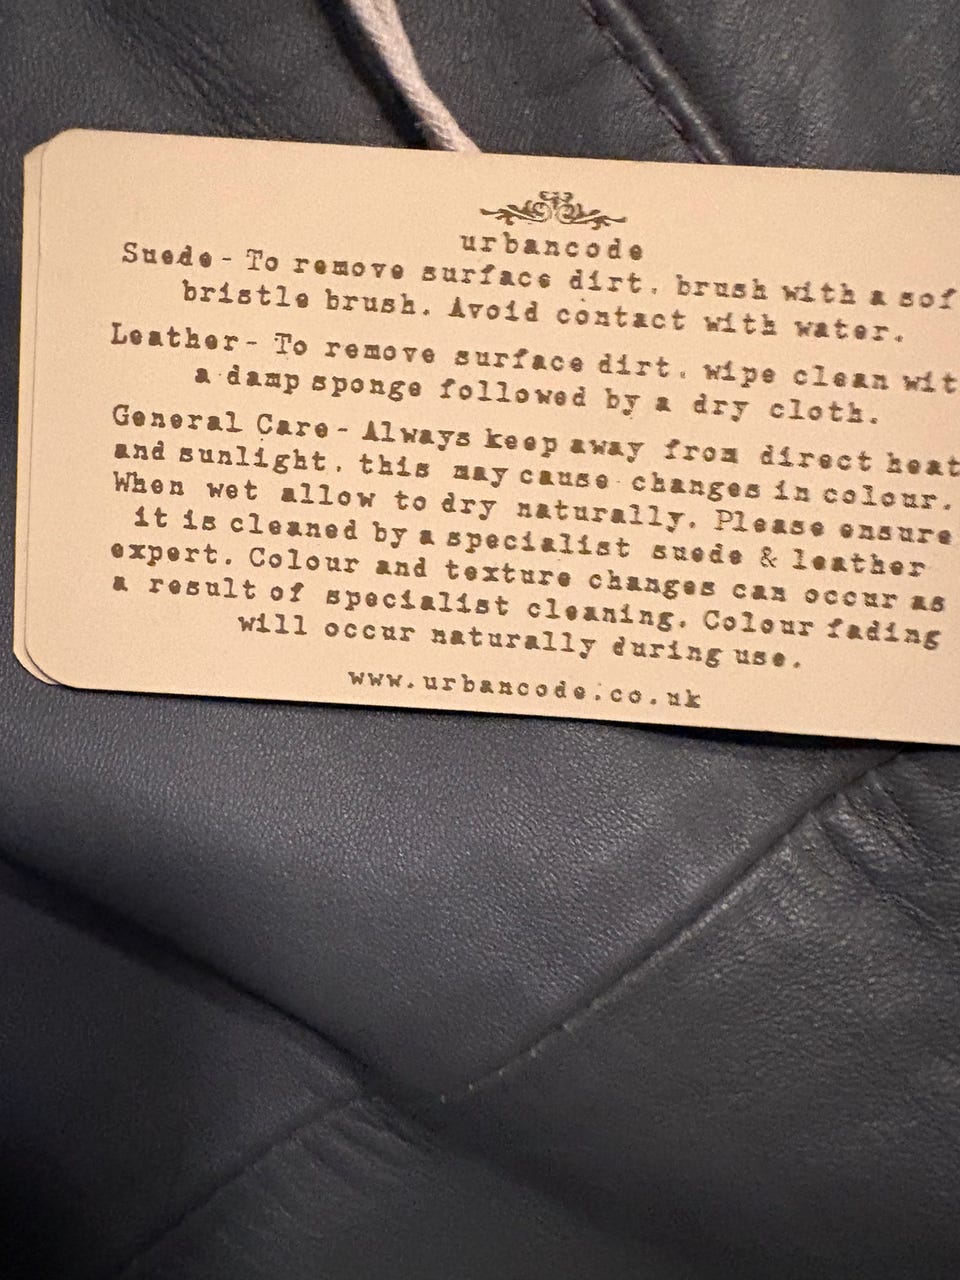 urbancode
Suede - To remove surface dirt, brush with a sof
bristle brush. Avoid contact with water.
Leather - To remove surface dirt, wipe clean wit
a damp sponge followed by a dry cloth.
General Care - Always keep away from direct heat
and sunlight, this may cause changes in colour.
When wet allow to dry naturally. Please ensure
it is cleaned by a specialist suede & leather
expert. Colour and texture changes can occur as
a result of specialist cleaning. Colour fading
will occur naturally during use.
www.urbancode.co.uk